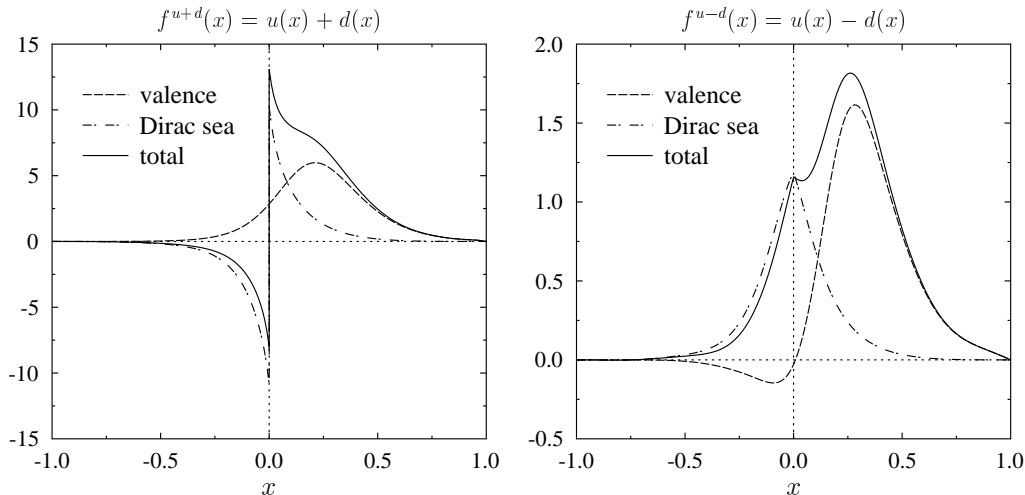 f^{u+d}(x) = u(x) + d(x)
15
10
5
0
-5
-10
-15
valence
Dirac sea
total
-1.0 -0.5 0.0 0.5 1.0
x
f^{u-d}(x) = u(x) − d(x)
2.0
1.5
1.0
0.5
0.0
-0.5
valence
Dirac sea
total
-1.0 -0.5 0.0 0.5 1.0
x